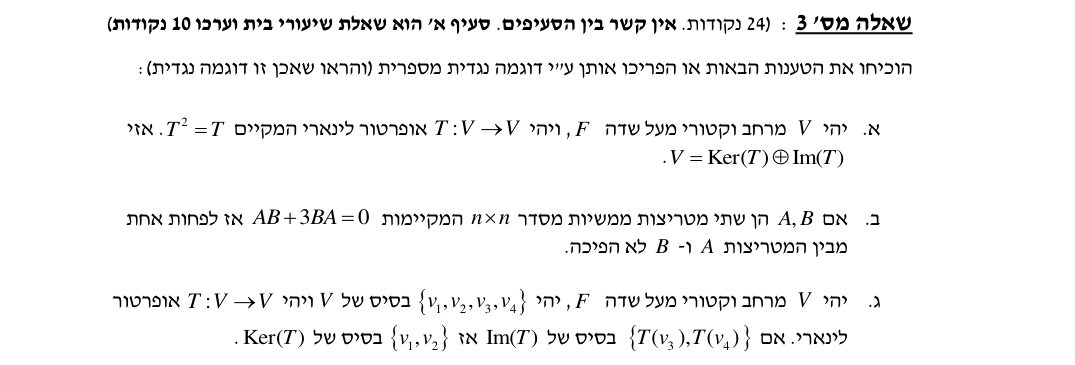 שאלה מס' 3 : (24 נקודות. אין קשר בין הסעיפים. סעיף א' הוא שאלת שיעורי בית וערכו 10 נקודות)
הוכיחו את הטענות הבאות או הפריכו אותן ע"י דוגמה נגדית מספרית (והראו שאכן זו דוגמה נגדית):
א. יהי V מרחב וקטורי מעל שדה F, ויהי T:V→V אופרטור לינארי המקיים T²=T. אזי
V = Ker(T)⊕Im(T).
ב. אם A,B הן שתי מטריצות ממשיות מסדר n×n המקיימות AB+3BA=0 אז לפחות אחת
מבין המטריצות A ו- B לא הפיכה.
ג. יהי V מרחב וקטורי מעל שדה F, יהי {v₁,v₂,v₃,v₄} בסיס של V ויהי T:V→V אופרטור
לינארי. אם {T(v₃),T(v₄)} בסיס של Im(T) אז {v₁,v₂} בסיס של Ker(T).